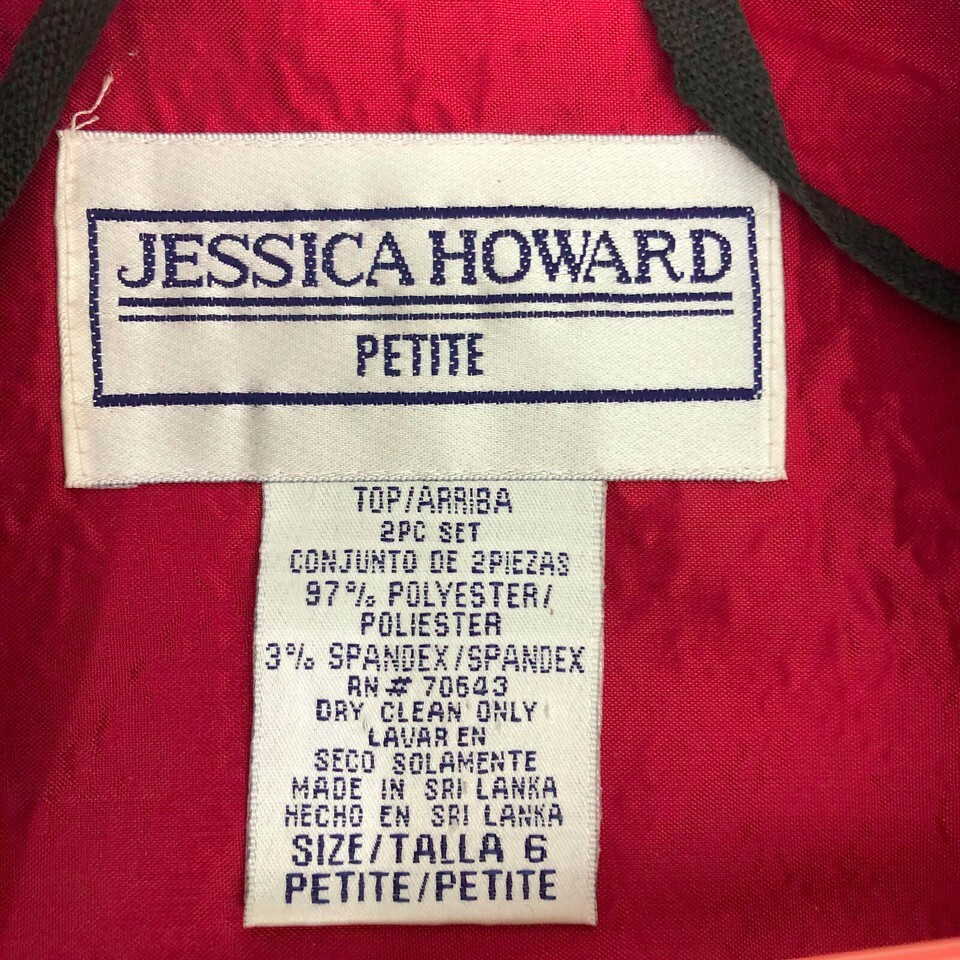 JESSICA HOWARD
PETITE
TOP/ARRIBA
2PC SET
CONJUNTO DE 2PIEZAS
97% POLYESTER/
POLIESTER
3% SPANDEX/SPANDEX
RN# 70643
DRY CLEAN ONLY
LAVAR EN
SECO SOLAMENTE
MADE IN SRI LANKA
HECHO EN SRI LANKA
SIZE/TALLA 6
PETITE/PETITE